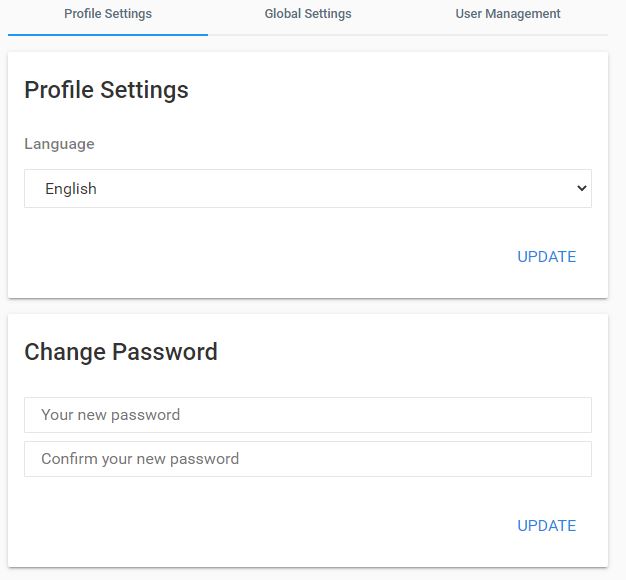 Profile Settings Global Settings User Management
Profile Settings
Language
English
UPDATE
Change Password
Your new password
Confirm your new password
UPDATE